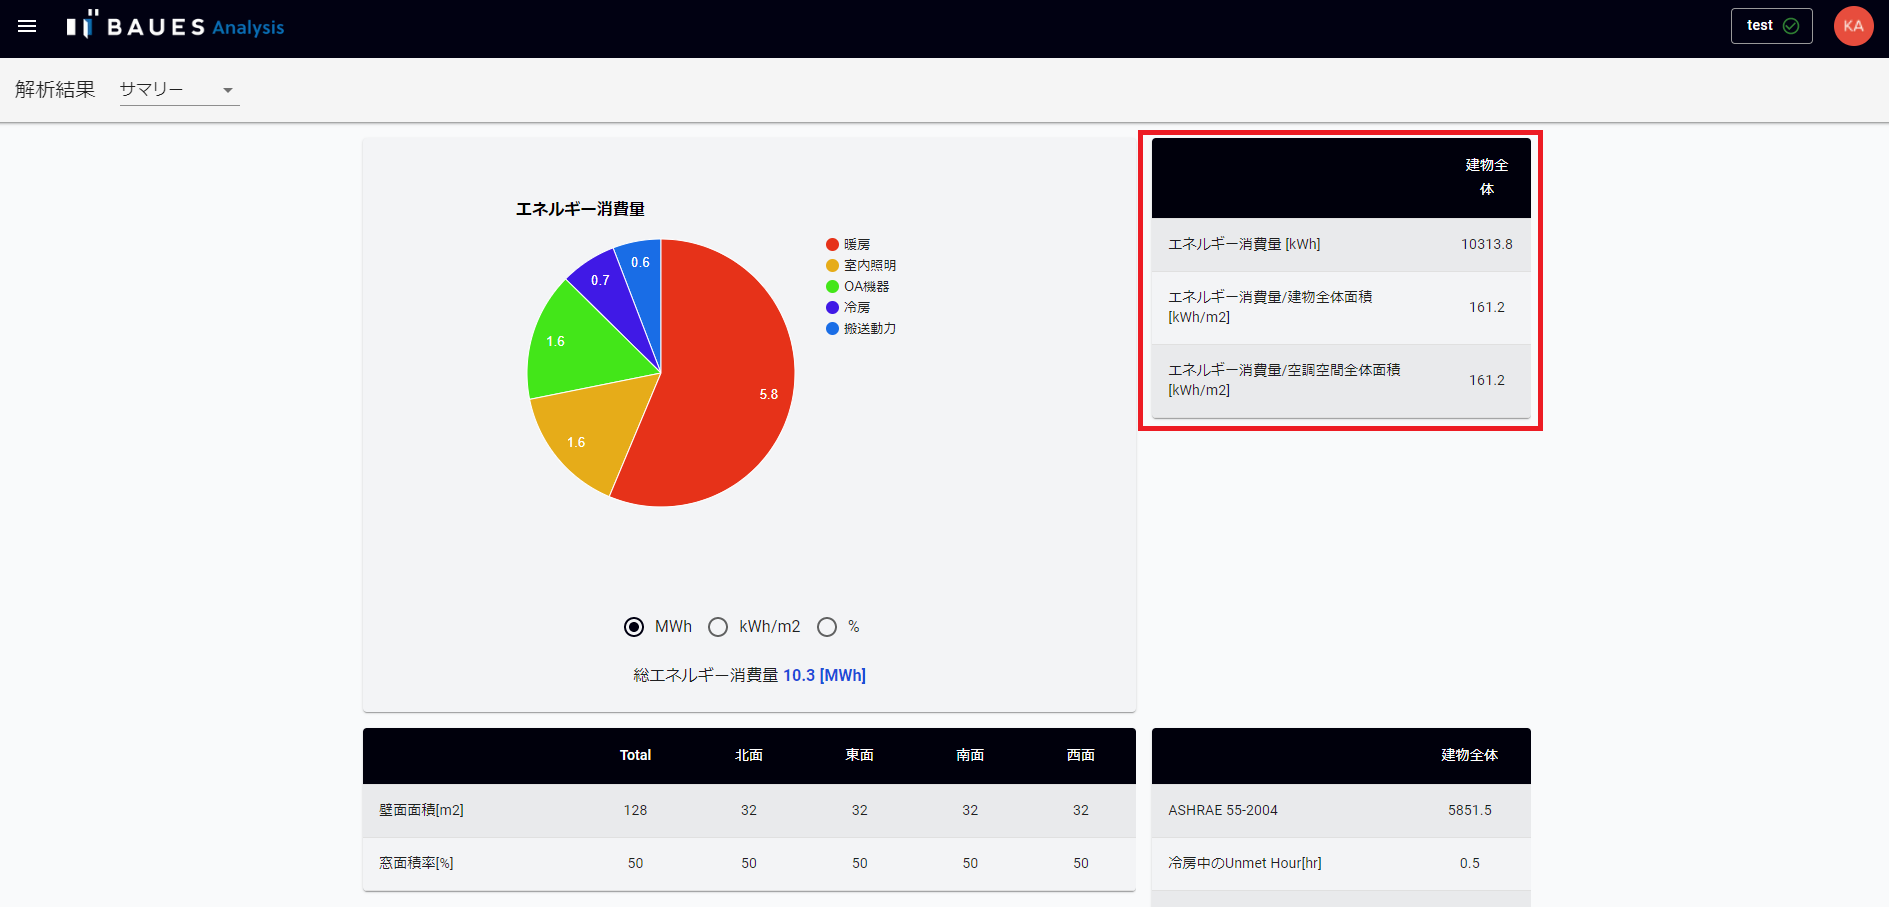 BAUES Analysis
test
KA
解析結果
サマリー
エネルギー消費量
暖房
室内照明
OA機器
冷房
搬送動力
0.6
0.7
1.6
5.8
1.6
MWh
kWh/m2
%
総エネルギー消費量 10.3 [MWh]
建物全
体
エネルギー消費量 [kWh] 10313.8
エネルギー消費量/建物全体面積
[kWh/m2]
161.2
エネルギー消費量/空調空間全体面積
[kWh/m2]
161.2
Total 北面 東面 南面 西面
壁面面積[m2] 128 32 32 32 32
窓面積率[%] 50 50 50 50 50
建物全体
ASHRAE 55-2004 5851.5
冷房中のUnmet Hour[hr] 0.5